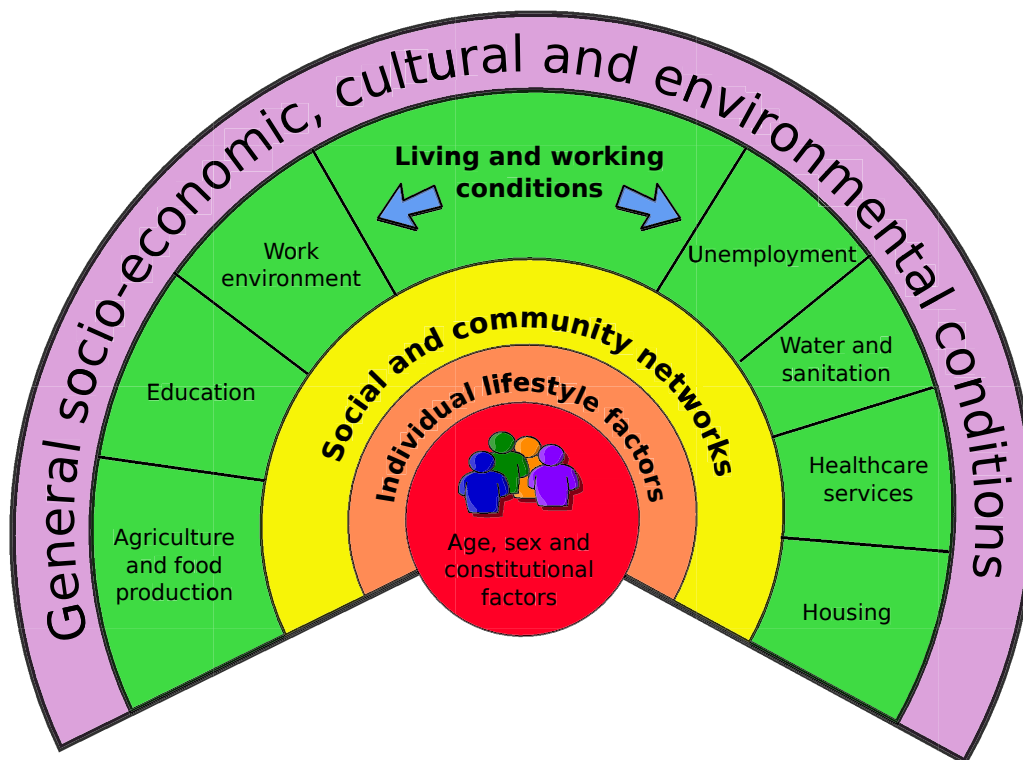 General socio-economic, cultural and environmental conditions
Living and working
conditions
Agriculture
and food
production
Education
Work
environment
Unemployment
Water and
sanitation
Healthcare
services
Housing
Social and community networks
Individual lifestyle factors
Age, sex and
constitutional
factors